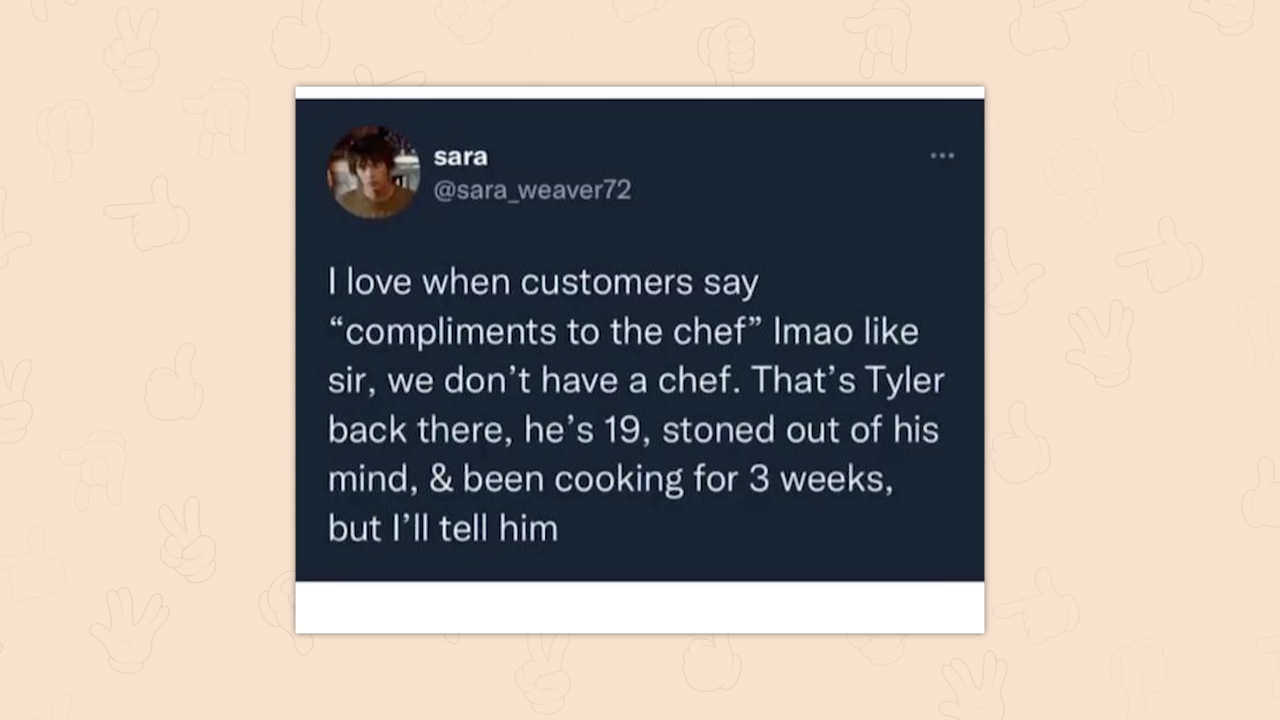 sara
@sara_weaver72
I love when customers say
“compliments to the chef” lmao like
sir, we don’t have a chef. That’s Tyler
back there, he’s 19, stoned out of his
mind, & been cooking for 3 weeks,
but I’ll tell him